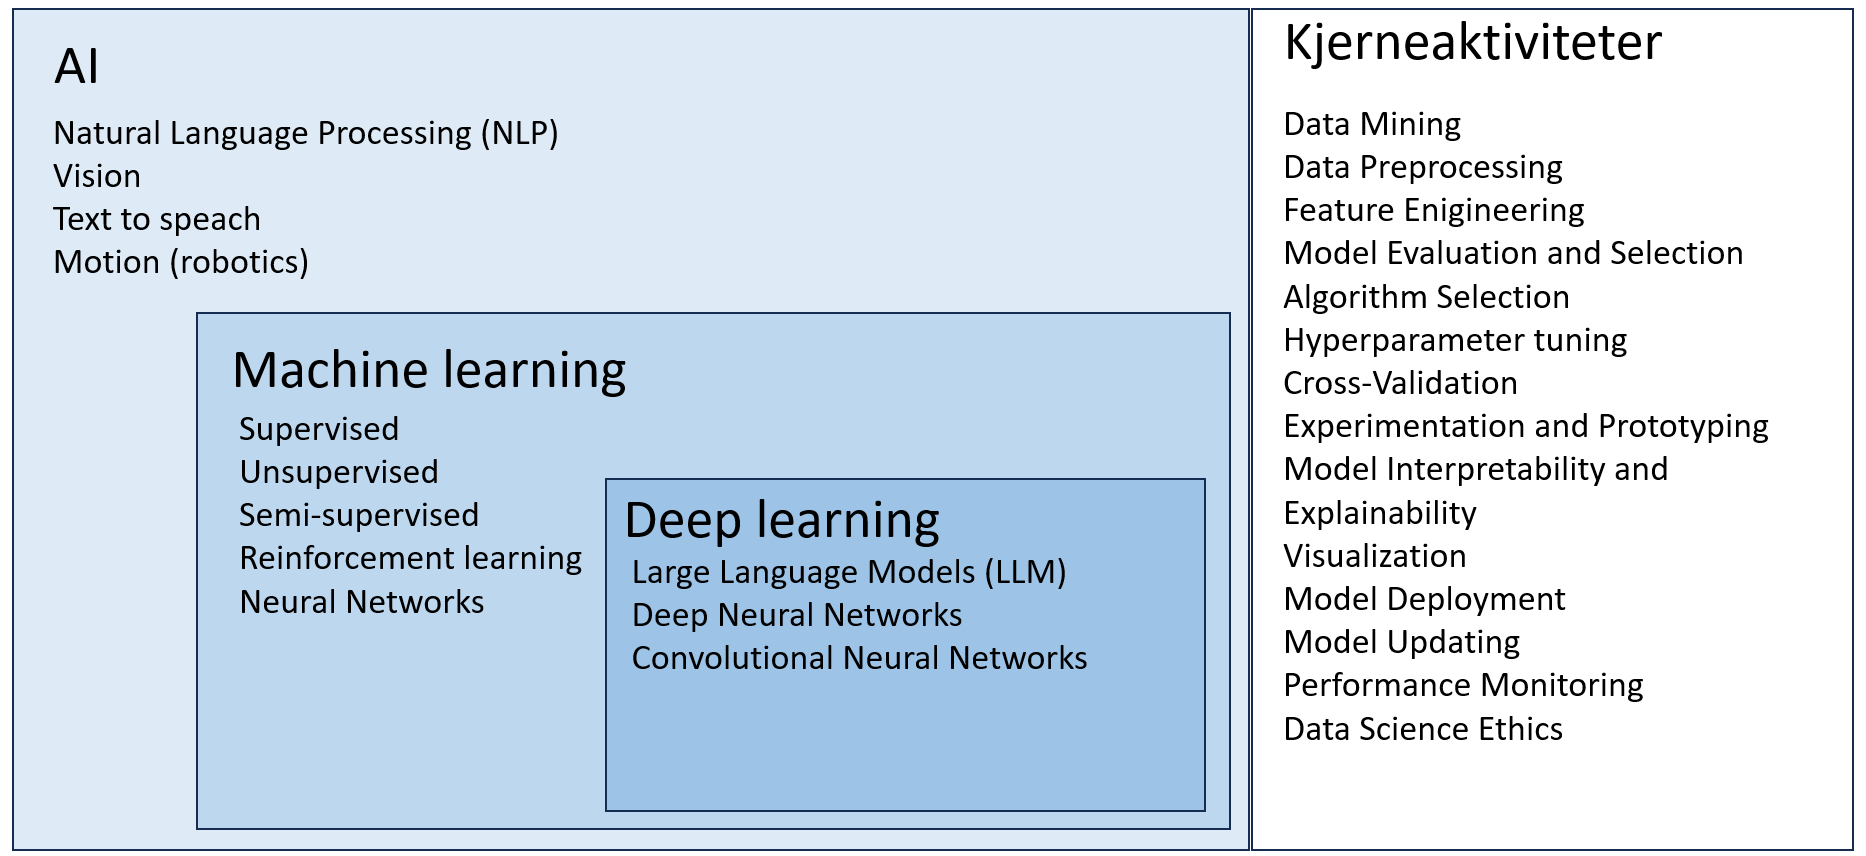 AI
Natural Language Processing (NLP)
Vision
Text to speach
Motion (robotics)
Machine learning
Supervised
Unsupervised
Semi-supervised
Reinforcement learning
Neural Networks
Deep learning
Large Language Models (LLM)
Deep Neural Networks
Convolutional Neural Networks
Kjerneaktiviteter
Data Mining
Data Preprocessing
Feature Enigineering
Model Evaluation and Selection
Algorithm Selection
Hyperparameter tuning
Cross-Validation
Experimentation and Prototyping
Model Interpretability and
Explainability
Visualization
Model Deployment
Model Updating
Performance Monitoring
Data Science Ethics